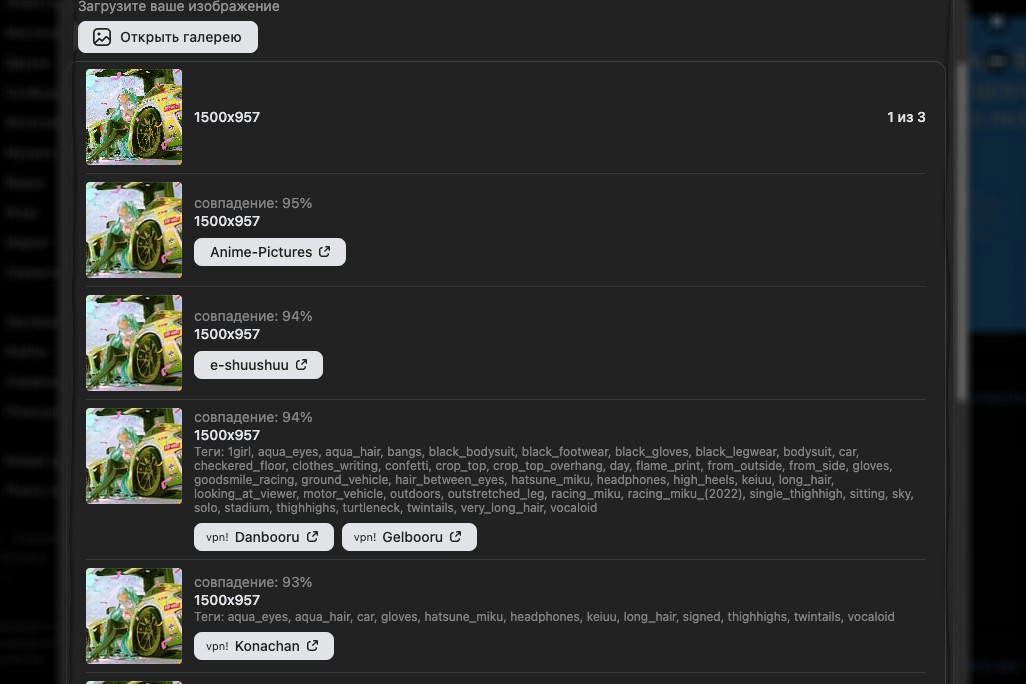 Загрузите ваше изображение
Открыть галерею
1500x957
1 из 3
совпадение: 95%
1500x957
Anime-Pictures
совпадение: 94%
1500x957
e-shuushuu
совпадение: 94%
1500x957
Теги: 1girl, aqua_eyes, aqua_hair, bangs, black_bodysuit, black_footwear, black_gloves, black_legwear, bodysuit, car,
checkered_floor, clothes_writing, confetti, crop_top, crop_top_overhang, day, flame_print, from_outside, from_side, gloves,
goodsmile_racing, ground_vehicle, hair_between_eyes, hatsune_miku, headphones, high_heels, keiuu, long_hair,
looking_at_viewer, motor_vehicle, outdoors, outstretched_leg, racing_miku, racing_miku_(2022), single_thighhigh, sitting, sky,
solo, stadium, thighhighs, turtleneck, twintails, very_long_hair, vocaloid
vpn! Danbooru
vpn! Gelbooru
совпадение: 93%
1500x957
Теги: aqua_eyes, aqua_hair, car, gloves, hatsune_miku, headphones, keiuu, long_hair, signed, thighhighs, twintails, vocaloid
vpn! Konachan